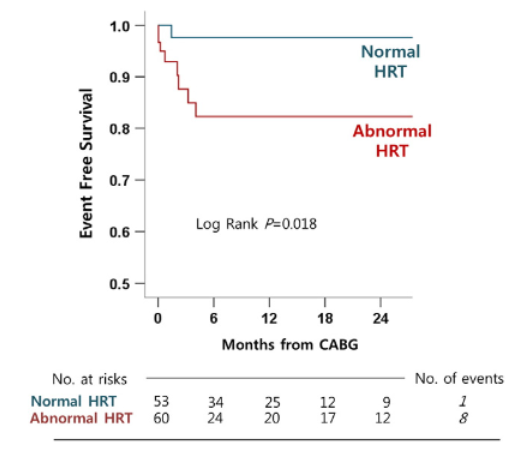 1.0
0.9
0.8
0.7
0.6
0.5
Event Free Survival
Normal
HRT
Abnormal
HRT
Log Rank P=0.018
0 6 12 18 24
Months from CABG
No. at risks No. of events
Normal HRT 53 34 25 12 9 1
Abnormal HRT 60 24 20 17 12 8